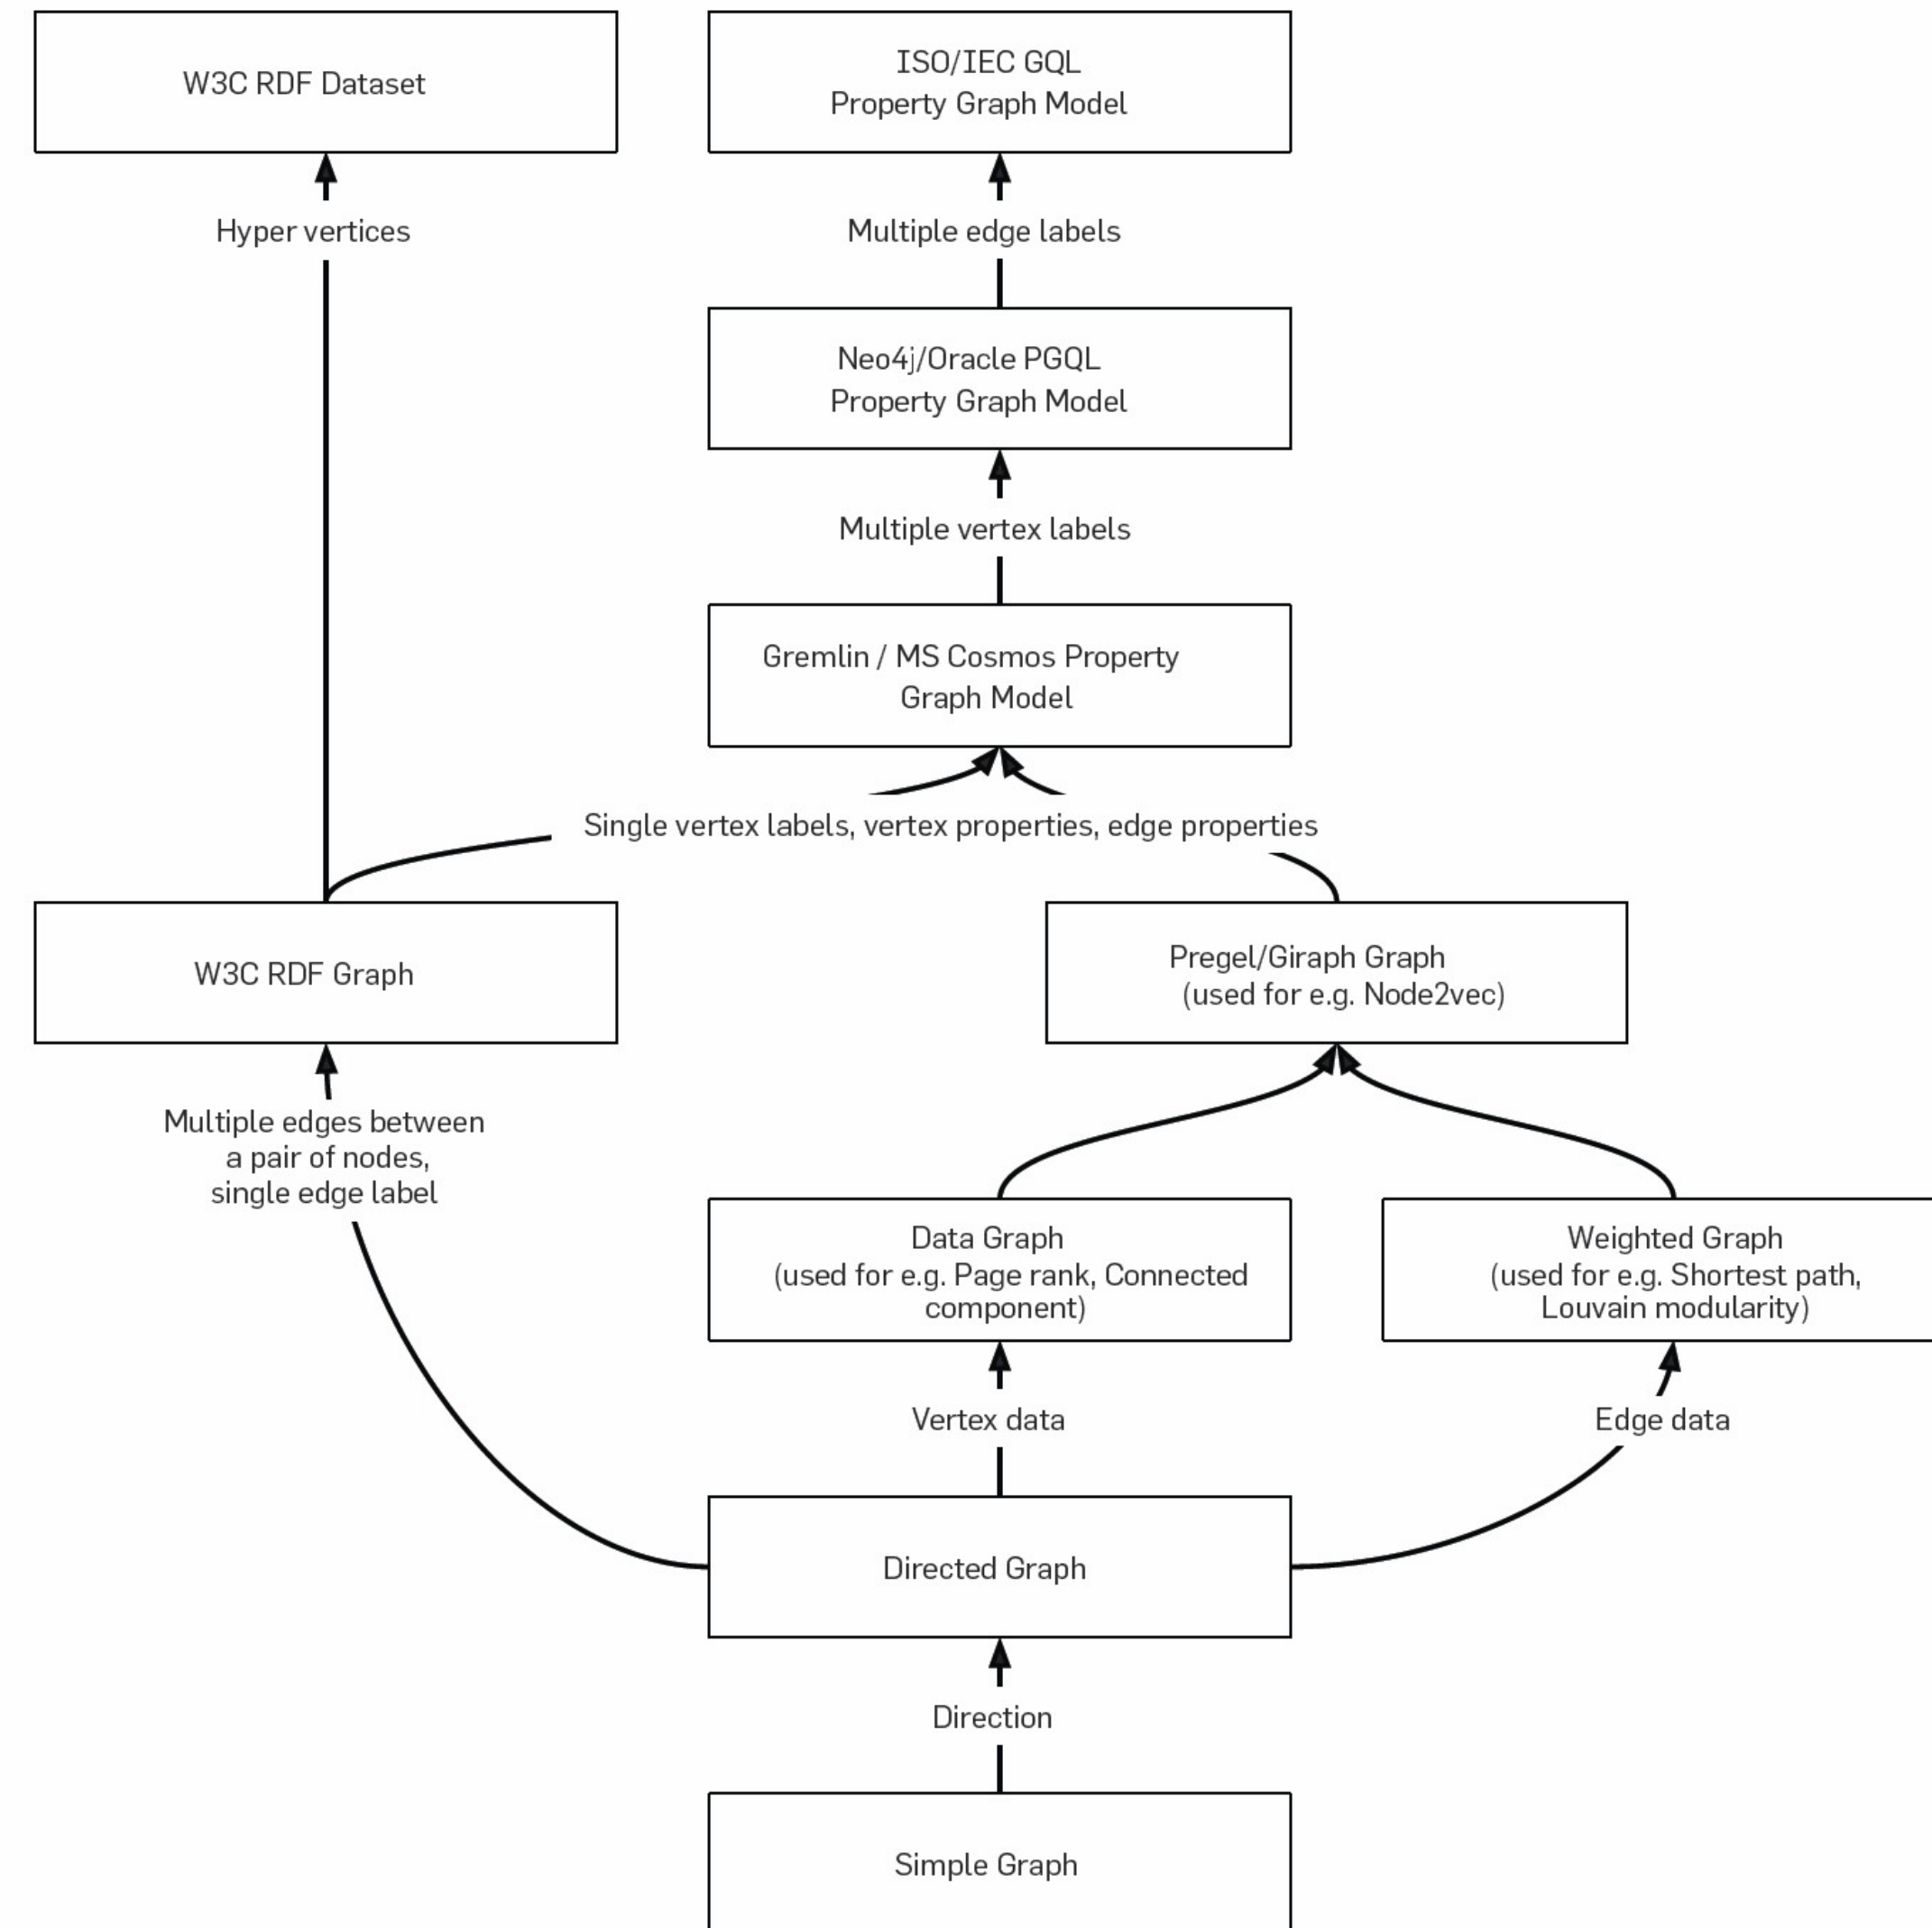 W3C RDF Dataset
ISO/IEC GQL
Property Graph Model
Hyper vertices
Multiple edge labels
Neo4j/Oracle PGQL
Property Graph Model
Multiple vertex labels
Gremlin / MS Cosmos Property
Graph Model
Single vertex labels, vertex properties, edge properties
W3C RDF Graph
Pregel/Giraph Graph
(used for e.g. Node2vec)
Multiple edges between
a pair of nodes,
single edge label
Data Graph
(used for e.g. Page rank, Connected
component)
Weighted Graph
(used for e.g. Shortest path,
Louvain modularity)
Vertex data
Edge data
Directed Graph
Direction
Simple Graph